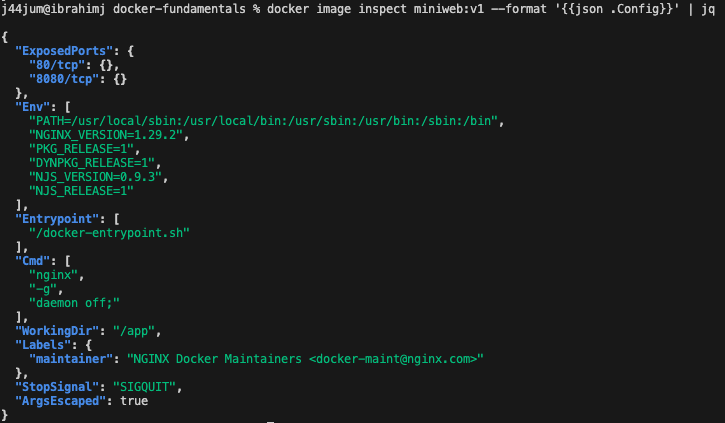 j44jum@ibrahimj docker-fundamentals % docker image inspect miniweb:v1 --format '{{json .Config}}' | jq
{
  "ExposedPorts": {
    "80/tcp": {},
    "8080/tcp": {}
  },
  "Env": [
    "PATH=/usr/local/sbin:/usr/local/bin:/usr/sbin:/usr/bin:/sbin:/bin",
    "NGINX_VERSION=1.29.2",
    "PKG_RELEASE=1",
    "DYNPKG_RELEASE=1",
    "NJS_VERSION=0.9.3",
    "NJS_RELEASE=1"
  ],
  "Entrypoint": [
    "/docker-entrypoint.sh"
  ],
  "Cmd": [
    "nginx",
    "-g",
    "daemon off;"
  ],
  "WorkingDir": "/app",
  "Labels": {
    "maintainer": "NGINX Docker Maintainers <docker-maint@nginx.com>"
  },
  "StopSignal": "SIGQUIT",
  "ArgsEscaped": true
}